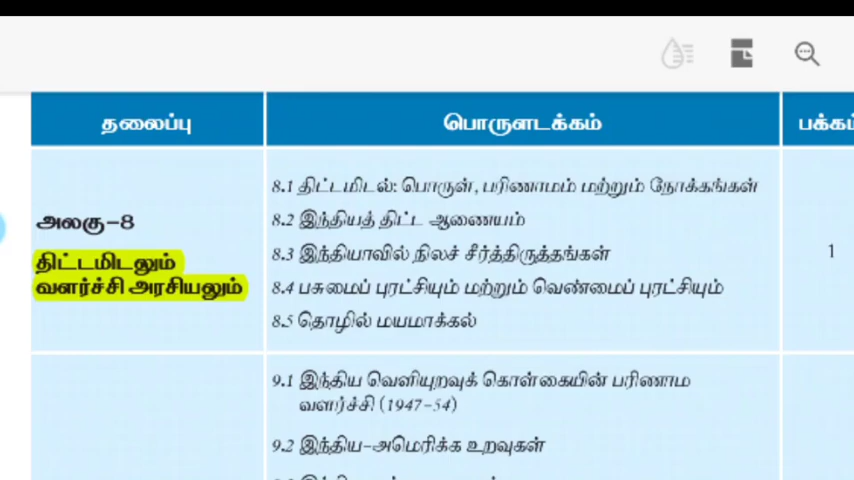 தலைப்பு
பொருளடக்கம்
பக்கம்
அலகு-8
திட்டமிடலும்
வளர்ச்சி அரசியலும்
8.1 திட்டமிடல்: பொருள், பரிணாமம் மற்றும் நோக்கங்கள்
8.2 இந்தியத் திட்ட ஆணையம்
8.3 இந்தியாவில் நிலச் சீர்த்திருத்தங்கள்
8.4 பசுமைப் புரட்சியும் மற்றும் வெண்மைப் புரட்சியும்
8.5 தொழில் மயமாக்கல்
1
9.1 இந்திய வெளியுறவுக் கொள்கையின் பரிணாம
வளர்ச்சி (1947-54)
9.2 இந்திய-அமெரிக்க உறவுகள்